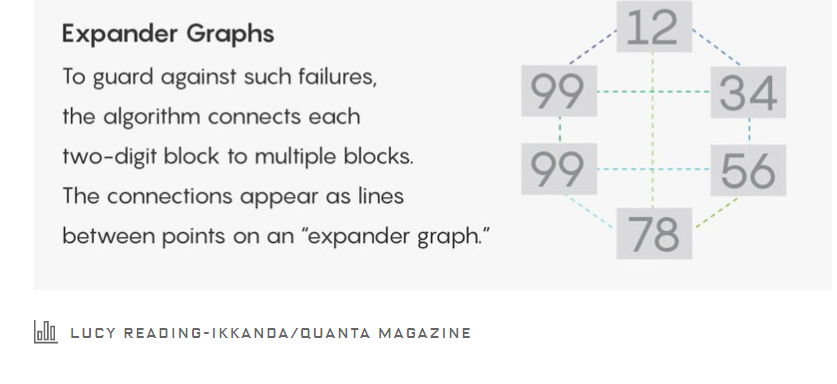 Expander Graphs
To guard against such failures,
the algorithm connects each
two-digit block to multiple blocks.
The connections appear as lines
between points on an “expander graph.”
12
99
34
99
56
78
LUCY READING-IKKANDA/QUANTA MAGAZINE